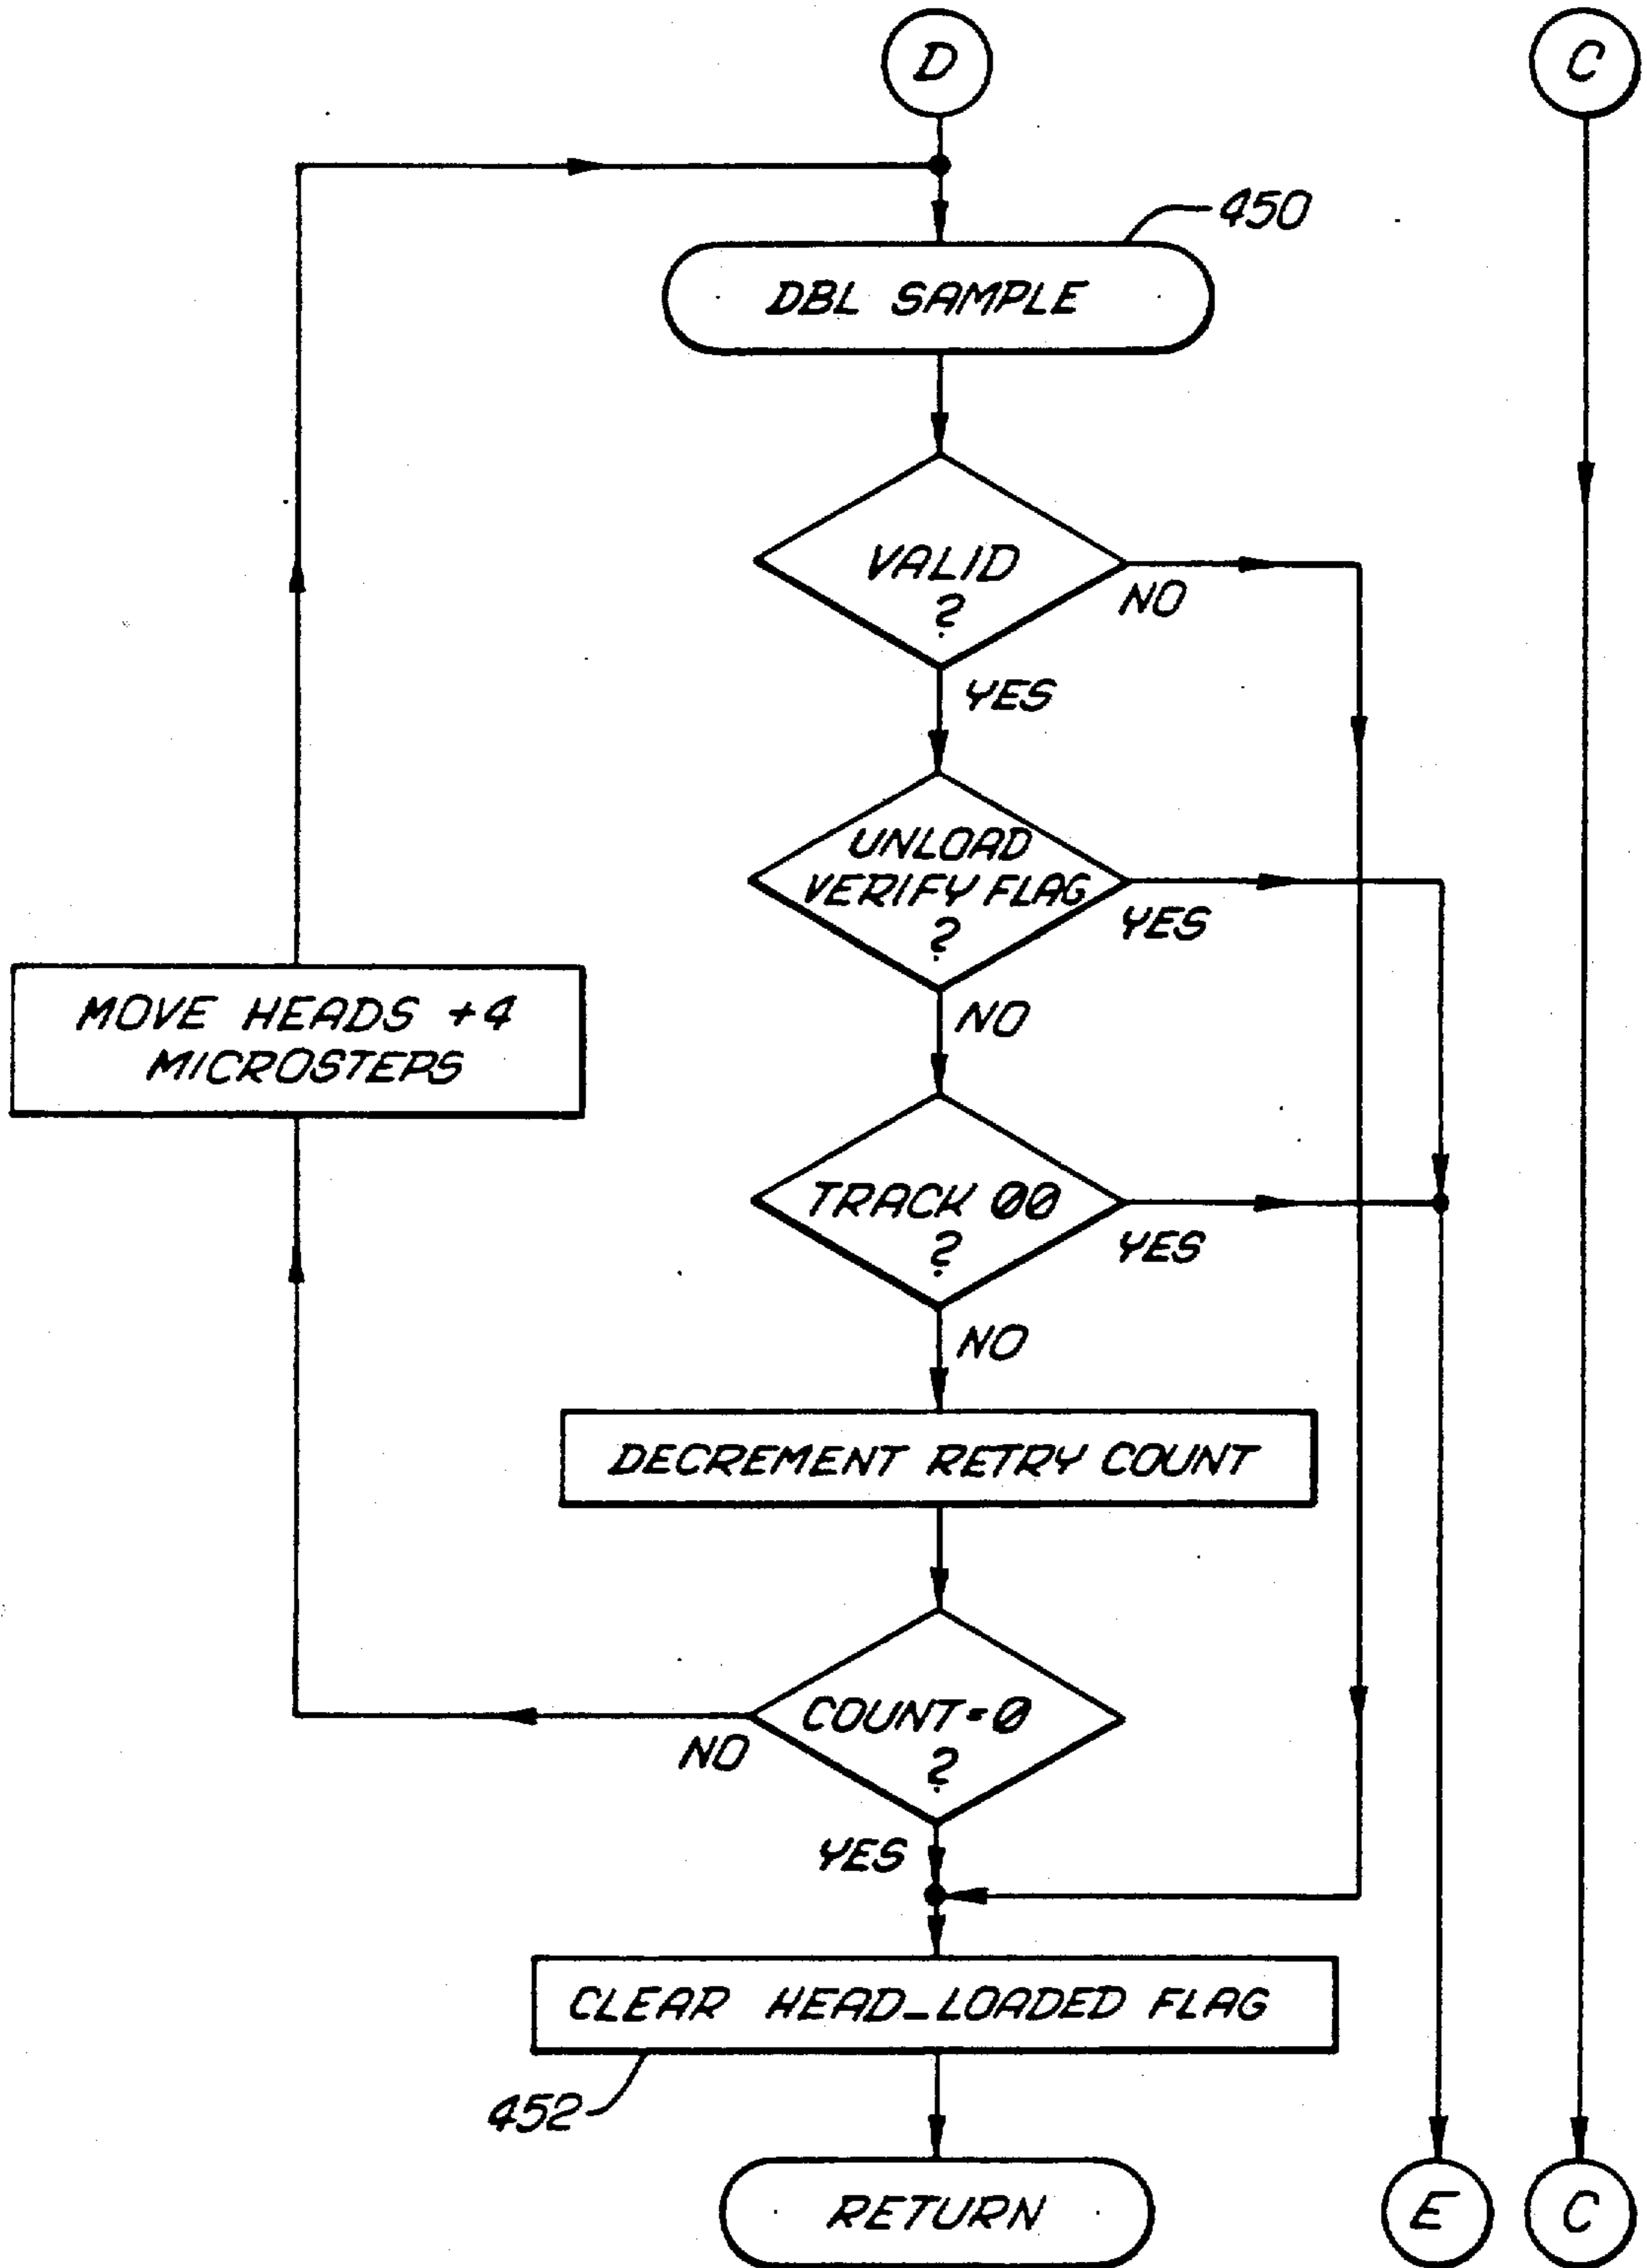 D
C
450
DBL SAMPLE
VALID
?
NO
YES
UNLOAD
VERIFY FLAG
?
YES
NO
MOVE HEADS +4
MICROSTEPS
TRACK 00
?
YES
NO
DECREMENT RETRY COUNT
COUNT=0
?
NO
YES
CLEAR HEAD_LOADED FLAG
452
RETURN
E
C